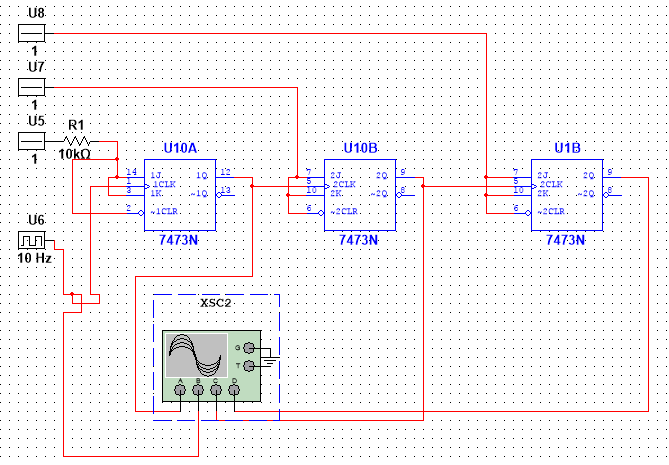 U8
1
U7
1
U5
1
R1
10kΩ
U10A
14 1J 1Q 12
1 1CLK
3 1K ~1Q 13
2 ~1CLR
7473N
U10B
7 2J 2Q 9
5 2CLK
10 2K ~2Q 8
6 ~2CLR
7473N
U1B
7 2J 2Q 9
5 2CLK
10 2K ~2Q 8
6 ~2CLR
7473N
U6
10 Hz
XSC2
G
T
A B C D